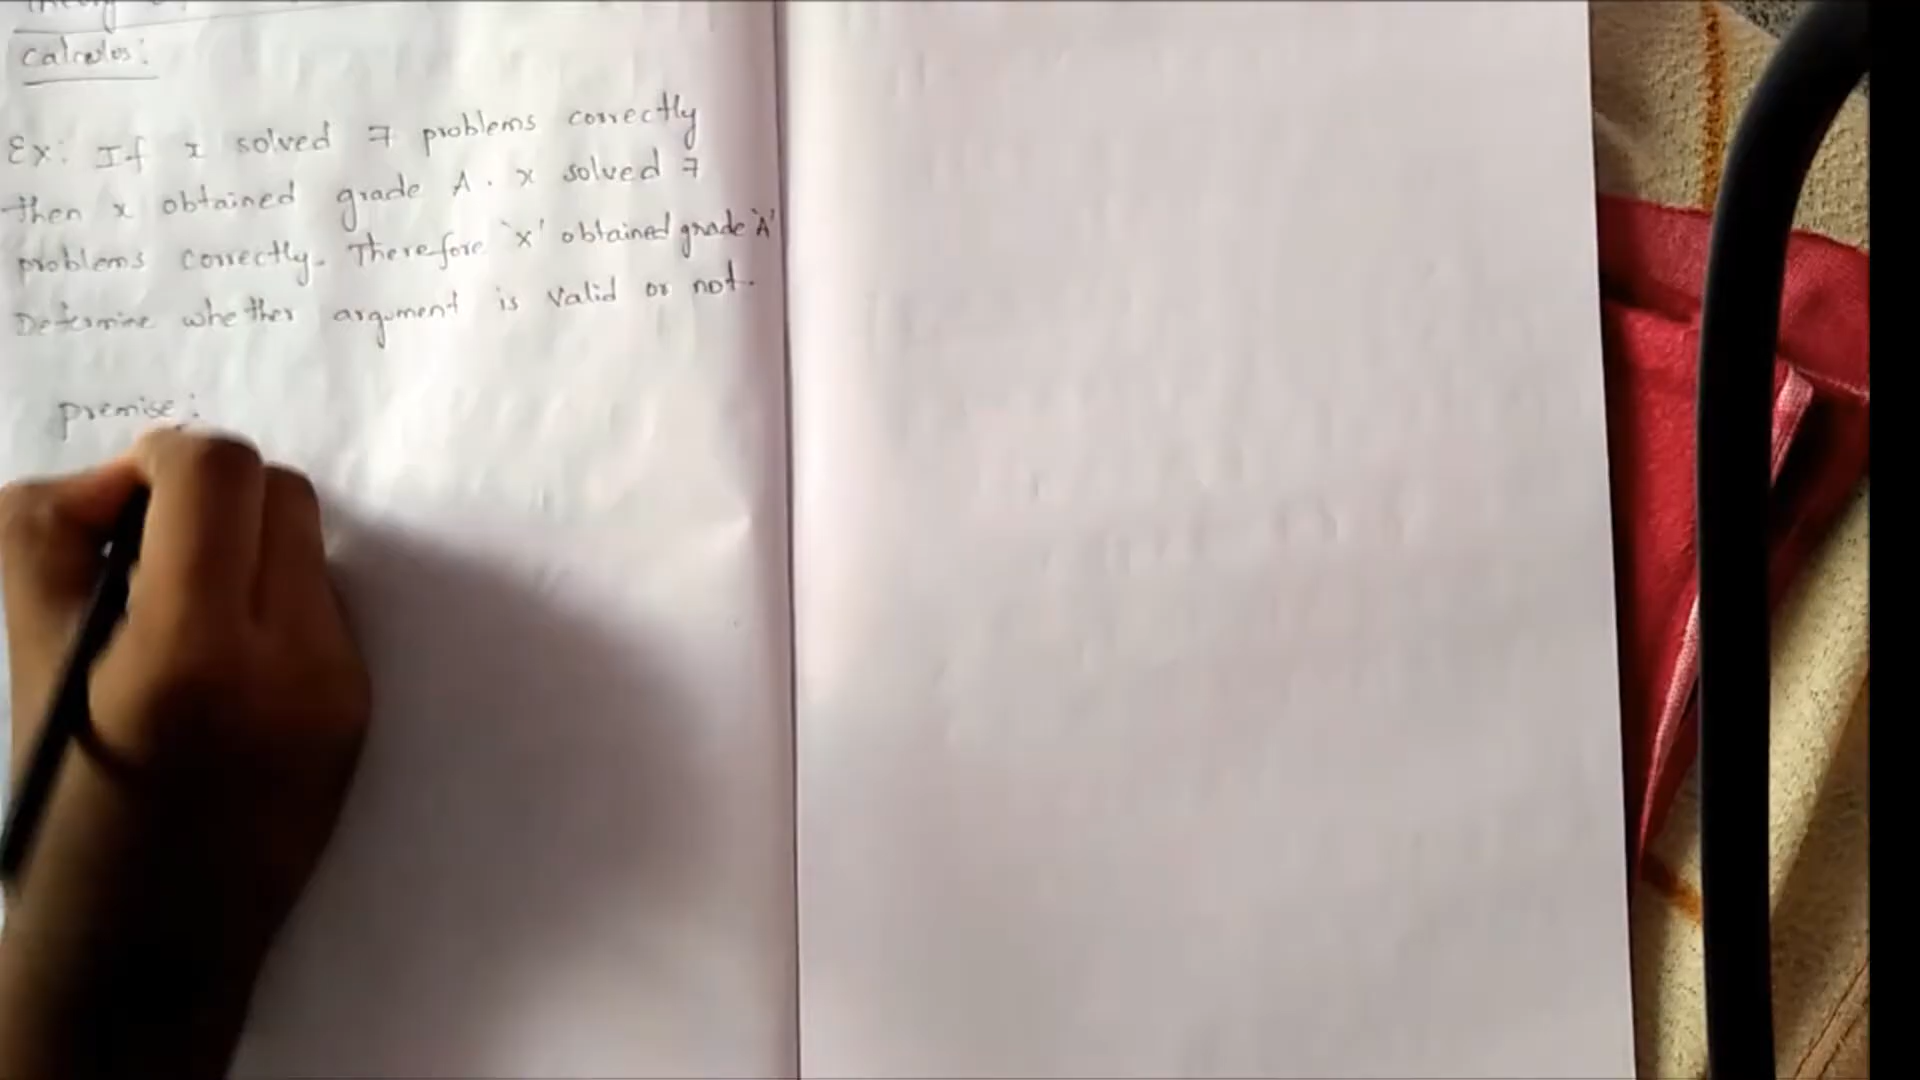 calculus:
Ex: If x solved 7 problems correctly
then x obtained grade A. x solved 7
problems correctly. Therefore 'x' obtained grade 'A'
Determine whether argument is valid or not.
premise: